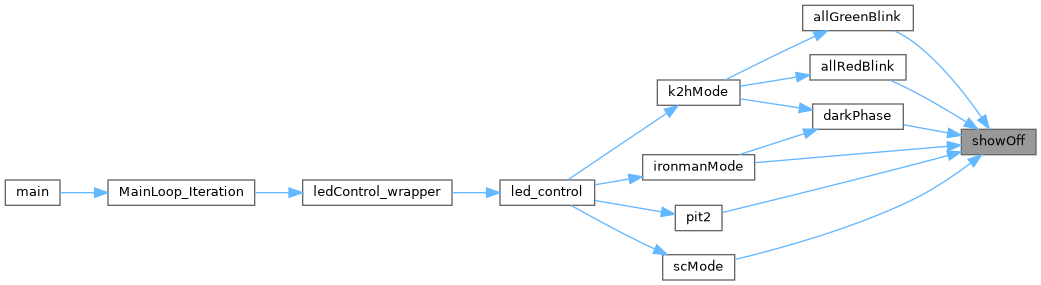 allGreenBlink
allRedBlink
k2hMode
darkPhase
showOff
ironmanMode
main
MainLoop_Iteration
ledControl_wrapper
led_control
pit2
scMode